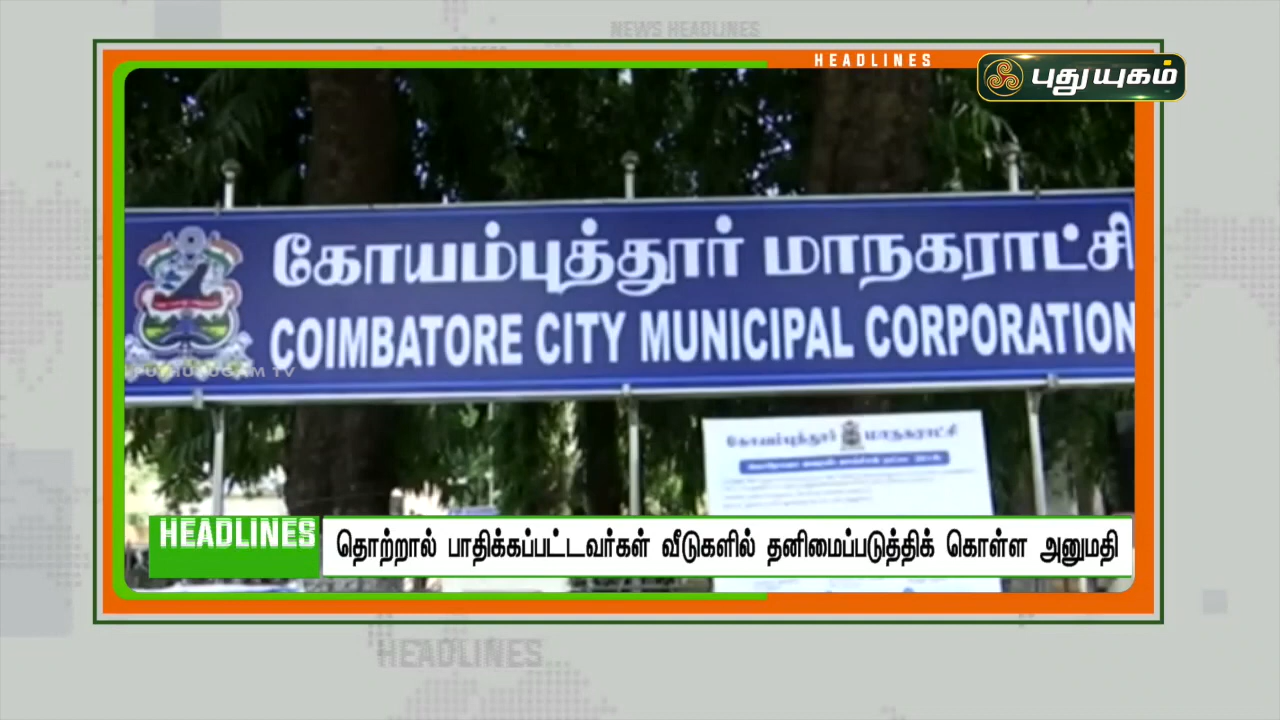 NEWS HEADLINES
HEADLINES
புதுயுகம்
கோயம்புத்தூர் மாநகராட்சி
COIMBATORE CITY MUNICIPAL CORPORATION
PUTHUYUGAM TV
கோயம்புத்தூர் மாநகராட்சி
HEADLINES
தொற்றால் பாதிக்கப்பட்டவர்கள் வீடுகளில் தனிமைப்படுத்திக் கொள்ள அனுமதி
HEADLINES